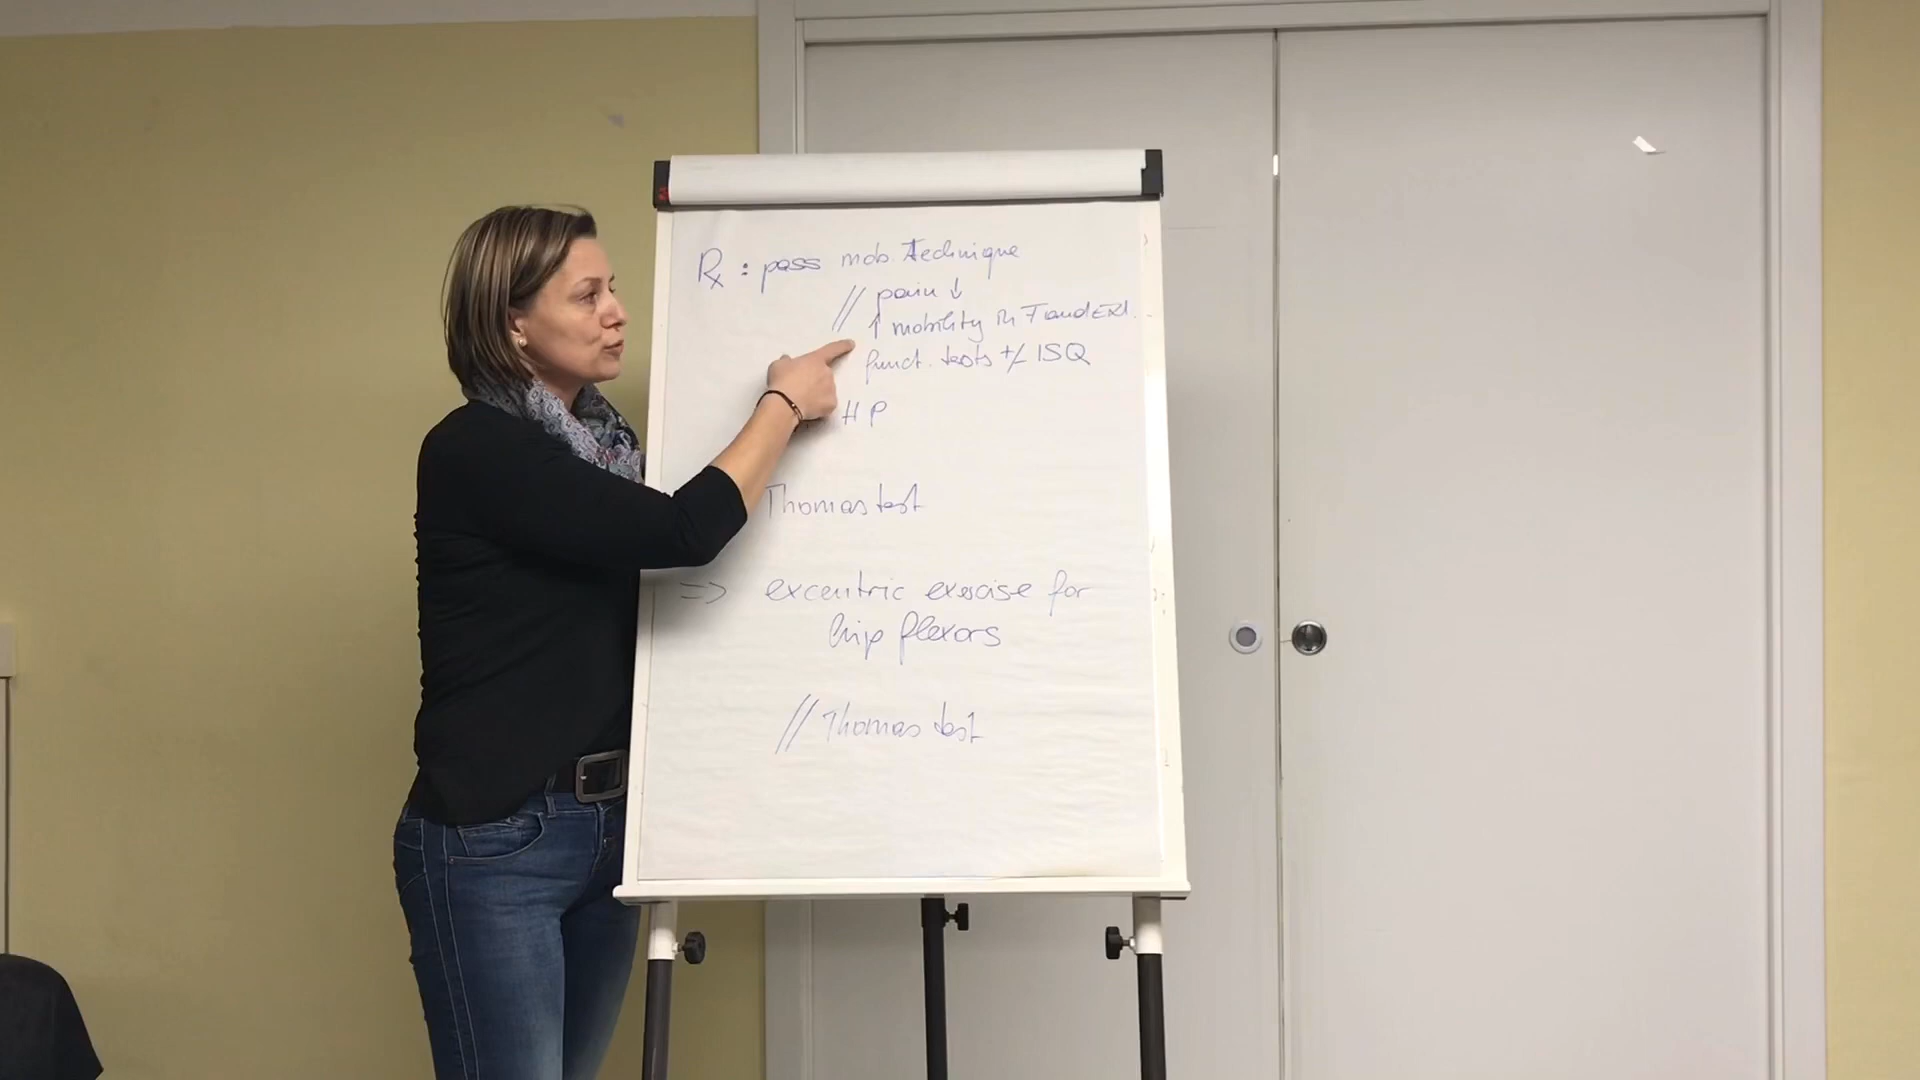 Rx : pass mob. technique
// pain ↓
↑ mobility in F and Ext.
funct. tests +/- ISQ
HP
Thomas test
=> excentric exercise for
hip flexors
// Thomas test